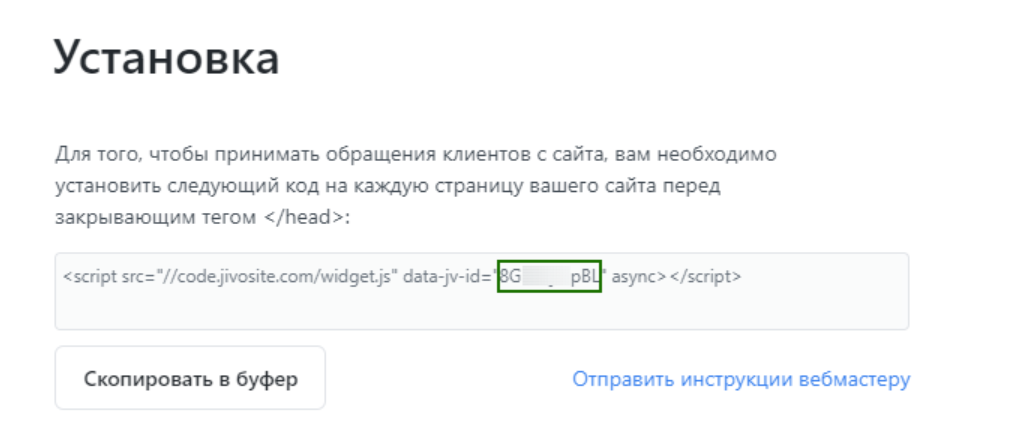 Установка
Для того, чтобы принимать обращения клиентов с сайта, вам необходимо
установить следующий код на каждую страницу вашего сайта перед
закрывающим тегом </head>:
<script src="//code.jivosite.com/widget.js" data-jv-id="8G pBL" async></script>
Скопировать в буфер
Отправить инструкции вебмастеру